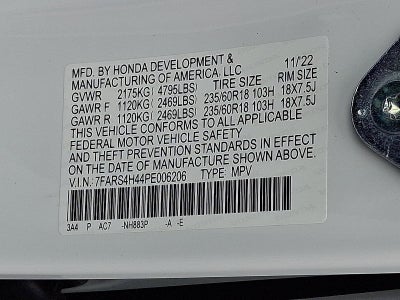 MFD. BY HONDA DEVELOPMENT & 11/22
MANUFACTURING OF AMERICA, LLC
GVWR 2175KG( 4795LBS) TIRE SIZE RIM SIZE
GAWR F 1120KG( 2469LBS) 235/60R18 103H 18X7.5J
GAWR R 1120KG( 2469LBS) 235/60R18 103H 18X7.5J
THIS VEHICLE CONFORMS TO ALL APPLICABLE
FEDERAL MOTOR VEHICLE SAFETY
AND THEFT PREVENTION STANDARDS IN EFFECT
ON THE DATE OF MANUFACTURE SHOWN ABOVE.
V.I.N. 7FARS4H44PE006206 TYPE: MPV
3A4 P AC7 -NH883P -A -E